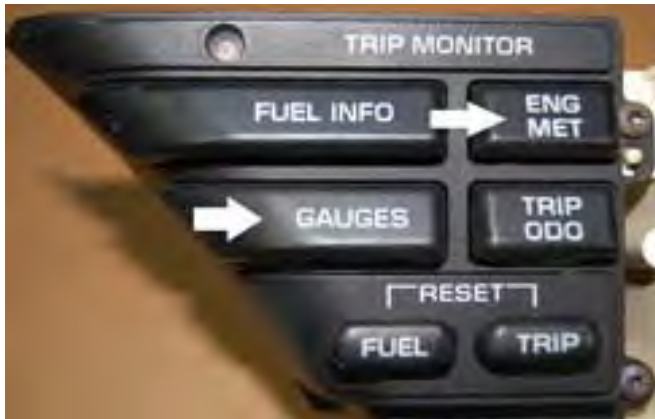 TRIP MONITOR
FUEL INFO
ENG
MET
GAUGES
TRIP
ODO
RESET
FUEL
TRIP